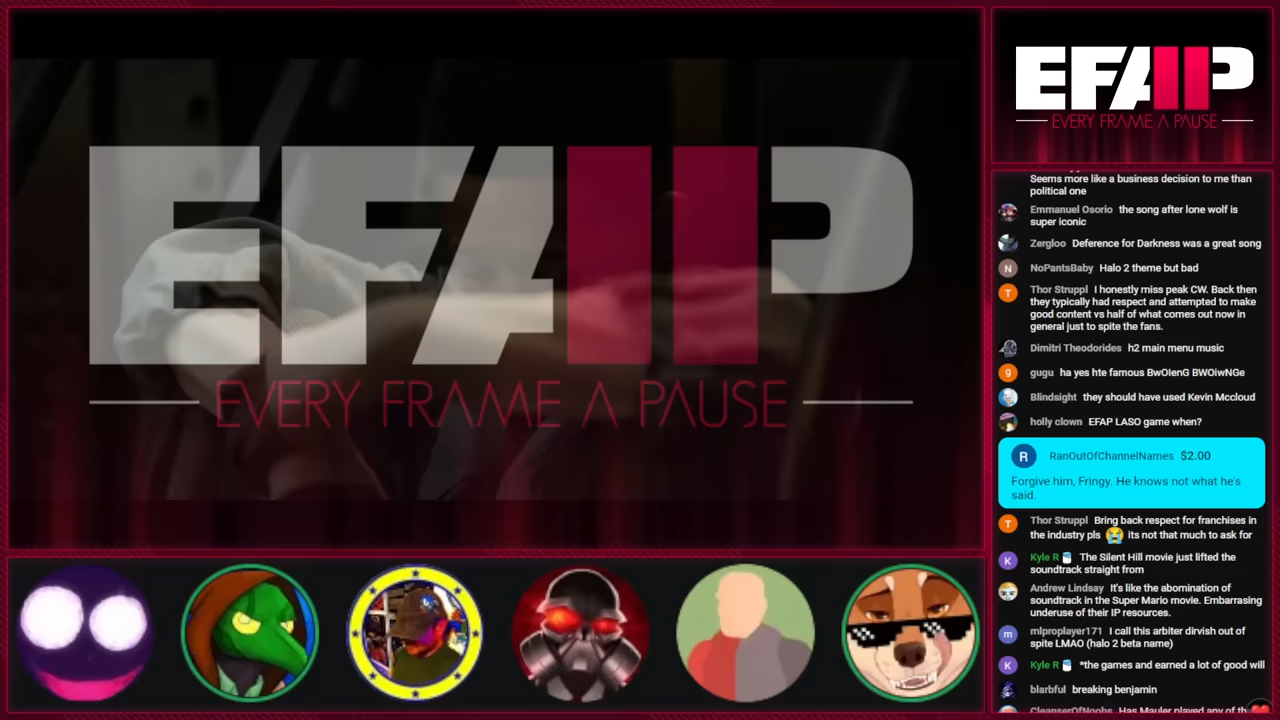 EFAP
EVERY FRAME A PAUSE
EFAP
EVERY FRAME A PAUSE
Seems more like a business decision to me than
political one
Emmanuel Osorio the song after lone wolf is
super iconic
Zergloo Deference for Darkness was a great song
N NoPantsBaby Halo 2 theme but bad
T Thor Struppl I honestly miss peak CW. Back then
they typically had respect and attempted to make
good content vs half of what comes out now in
general just to spite the fans.
Dimitri Theodorides h2 main menu music
g gugu ha yes hte famous BwOIenG BWOiwNGe
Blindsight they should have used Kevin Mccloud
holly clown EFAP LASO game when?
R RanOutOfChannelNames $2.00
Forgive him, Fringy. He knows not what he's
said.
T Thor Struppl Bring back respect for franchises in
the industry pls 😭 its not that much to ask for
K Kyle R The Silent Hill movie just lifted the
soundtrack straight from
Andrew Lindsay It's like the abomination of
soundtrack in the Super Mario movie. Embarrasing
underuse of their IP resources.
m mlproplayer171 I call this arbiter dirvish out of
spite LMAO (halo 2 beta name)
K Kyle R *the games and earned a lot of good will
blarbful breaking benjamin
CleanserOfNoobs Has Mauler played any of